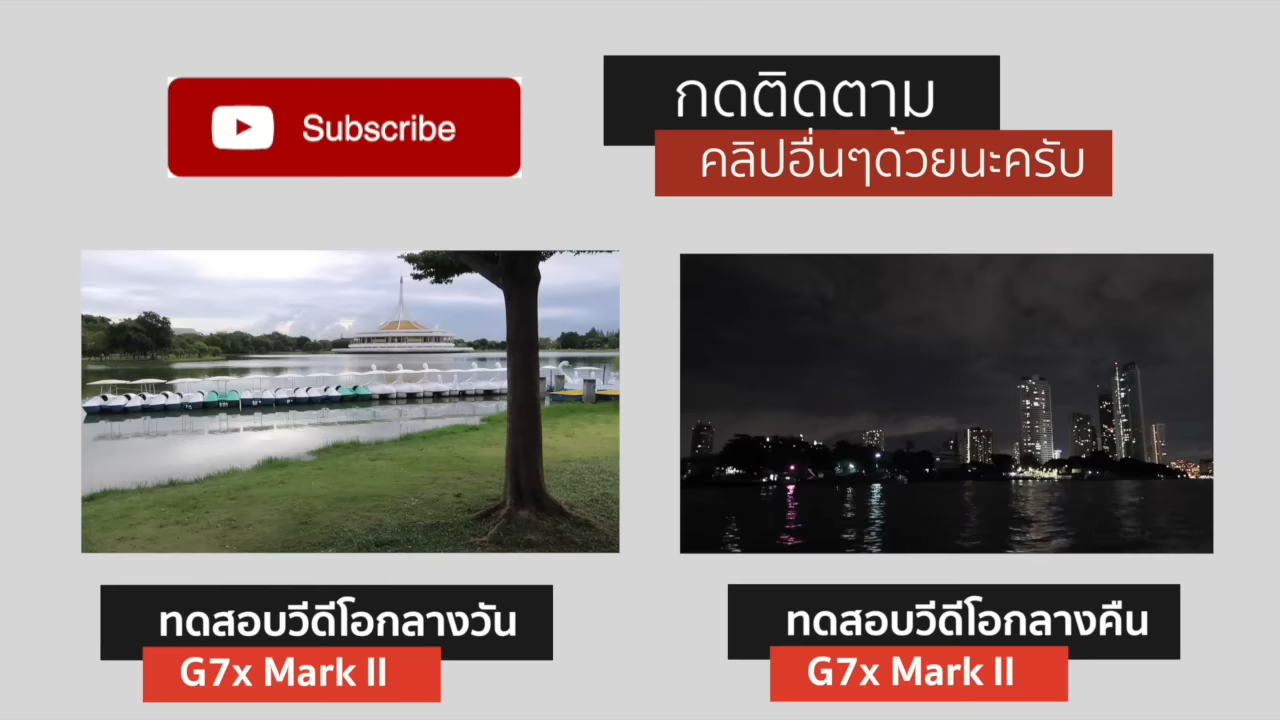 Subscribe
กดติดตาม
คลิปอื่นๆด้วยนะครับ
ทดสอบวีดีโอกลางวัน
G7x Mark II
ทดสอบวีดีโอกลางคืน
G7x Mark II